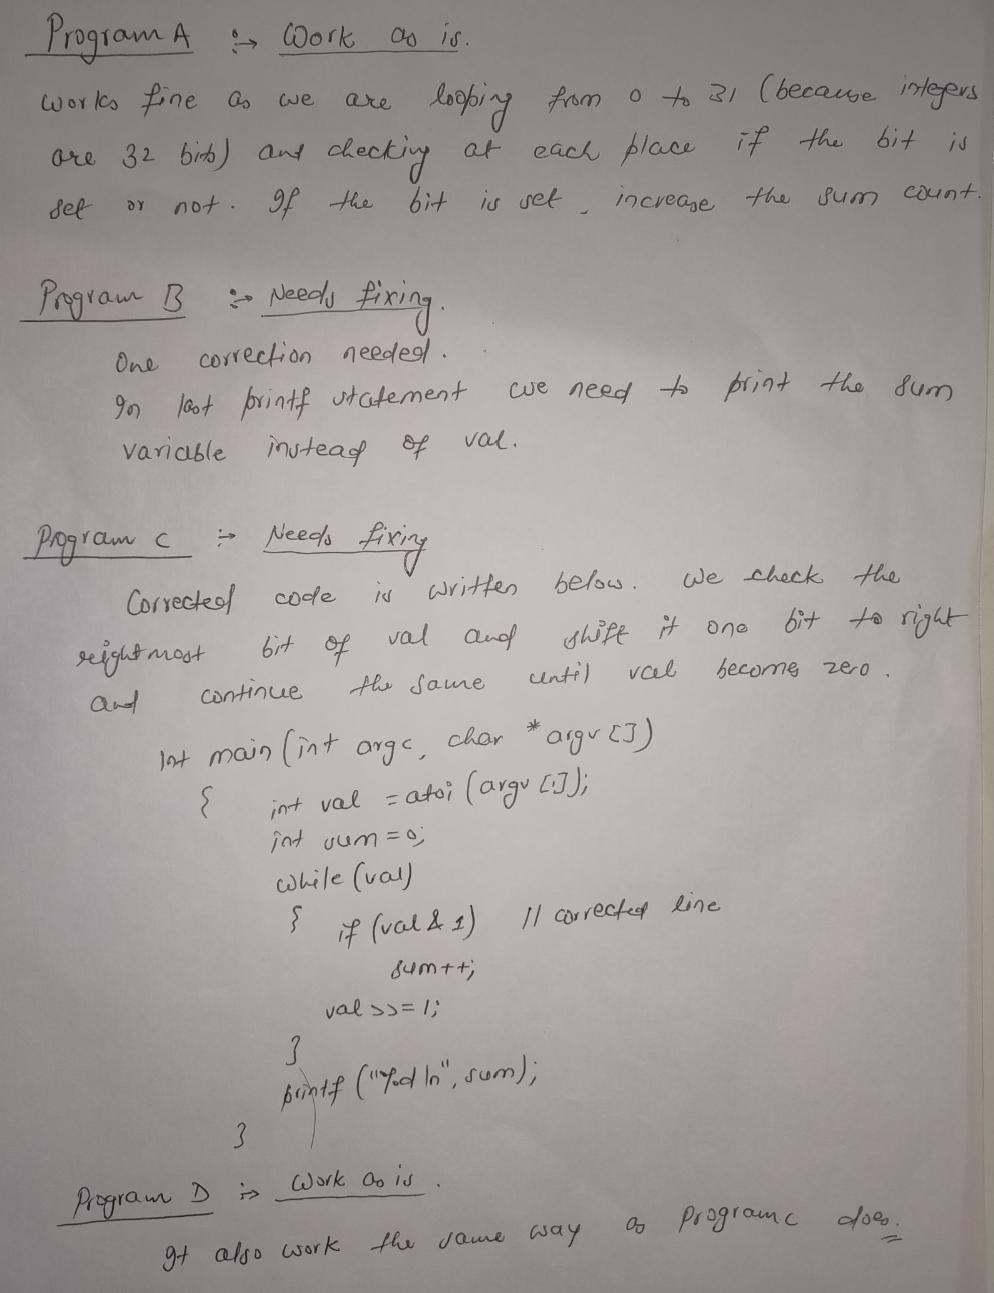 Program A :→ Work as is.
Works fine as we are looping from 0 to 31 (because integers
are 32 bits) and checking at each place if the bit is
set or not. If the bit is set, increase the sum count.
Program B :→ Needs fixing.
One correction needed.
In last printf statement we need to print the sum
variable instead of val.
Program C :→ Needs fixing
Corrected code is written below. We check the
reightmost bit of val and shift it one bit to right
and continue the same until val becomes zero.
Int main (int argc, char *argv [])
{ int val = atoi (argv [1]);
int sum = 0;
while (val)
{ if (val & 1) // corrected line
sum++;
val >>= 1;
}
printf ("%d \n", sum);
}
Program D :→ Work as is.
It also work the same way as Program C does.